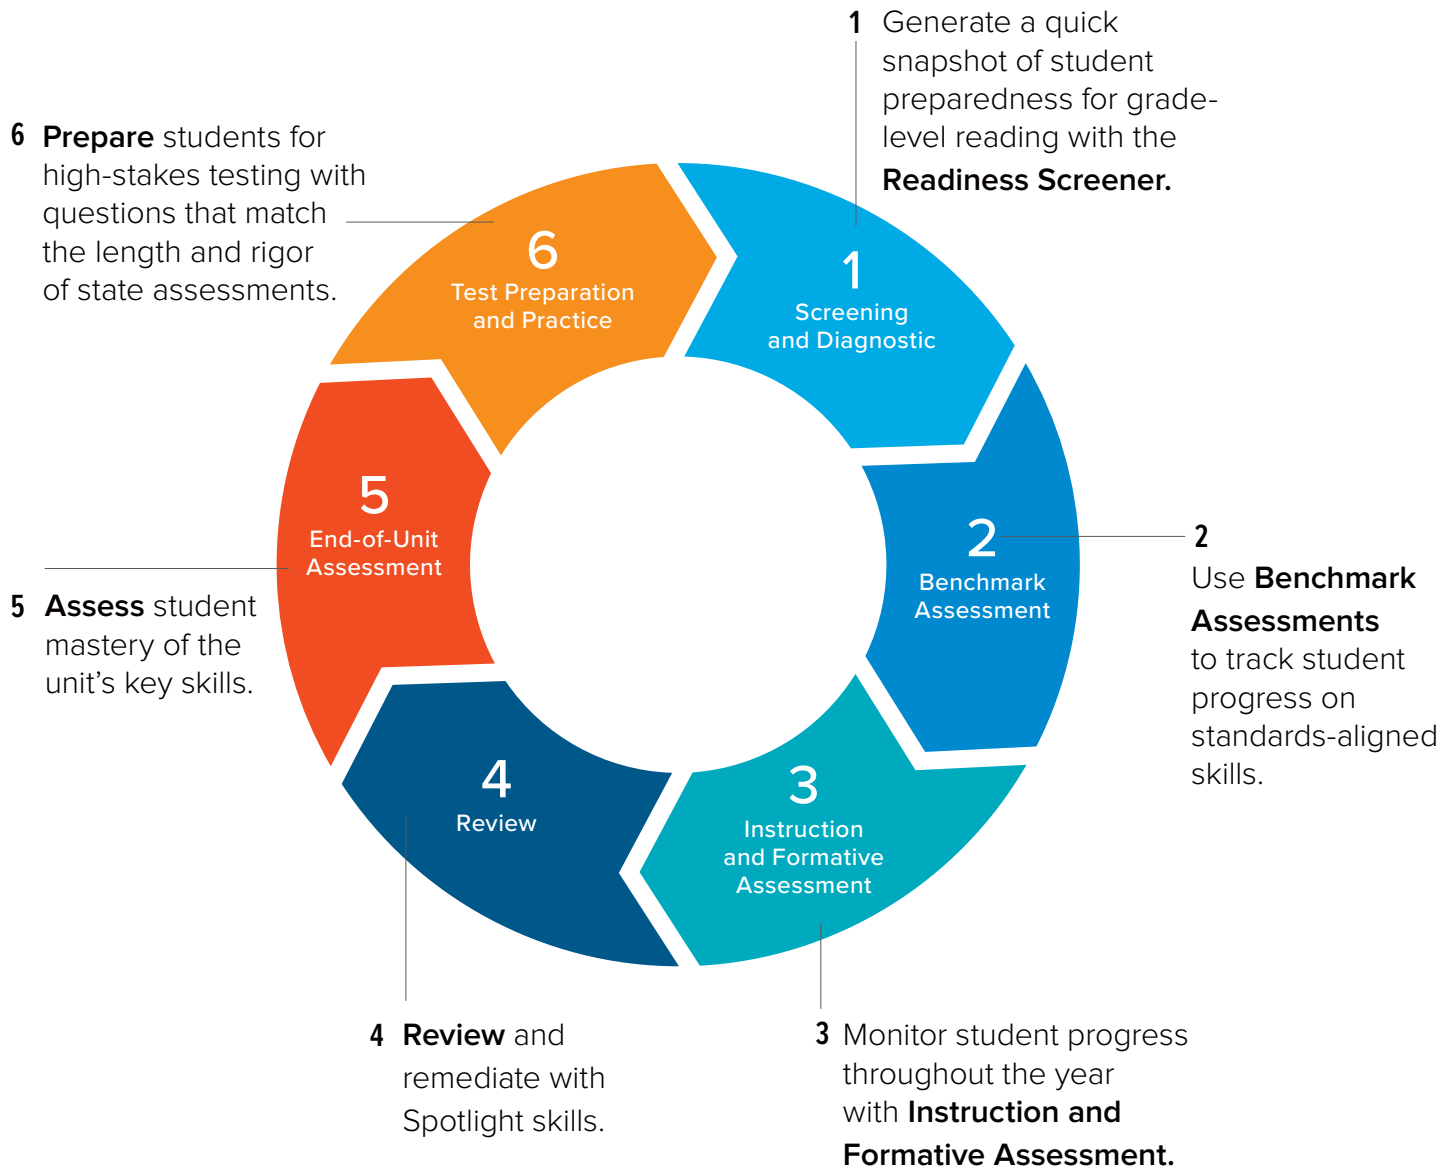 1 Generate a quick
snapshot of student
preparedness for grade-
level reading with the
Readiness Screener.
6 Prepare students for
high-stakes testing with
questions that match
the length and rigor
of state assessments.
6
Test Preparation
and Practice
1
Screening
and Diagnostic
5
End-of-Unit
Assessment
2
Benchmark
Assessment
2
Use Benchmark
Assessments
to track student
progress on
standards-aligned
skills.
5 Assess student
mastery of the
unit’s key skills.
4
Review
3
Instruction
and Formative
Assessment
4 Review and
remediate with
Spotlight skills.
3 Monitor student progress
throughout the year
with Instruction and
Formative Assessment.